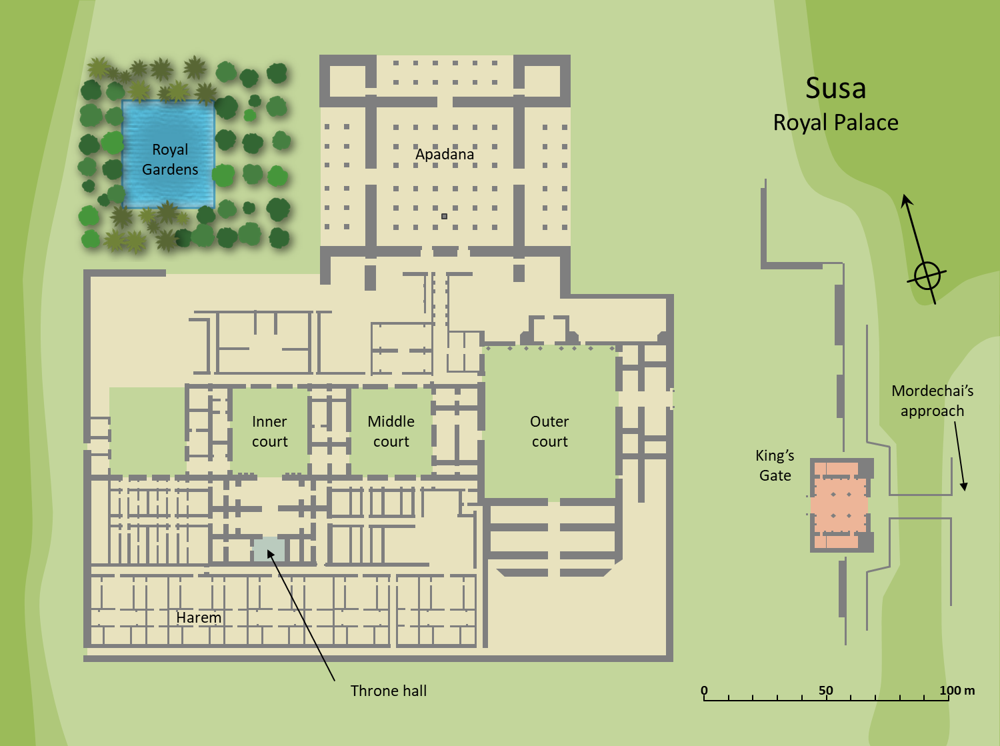 Susa
Royal Palace
Royal
Gardens
Apadana
Mordechai’s
approach
Inner
court
Middle
court
Outer
court
King’s
Gate
Harem
Throne hall
0 50 100 m